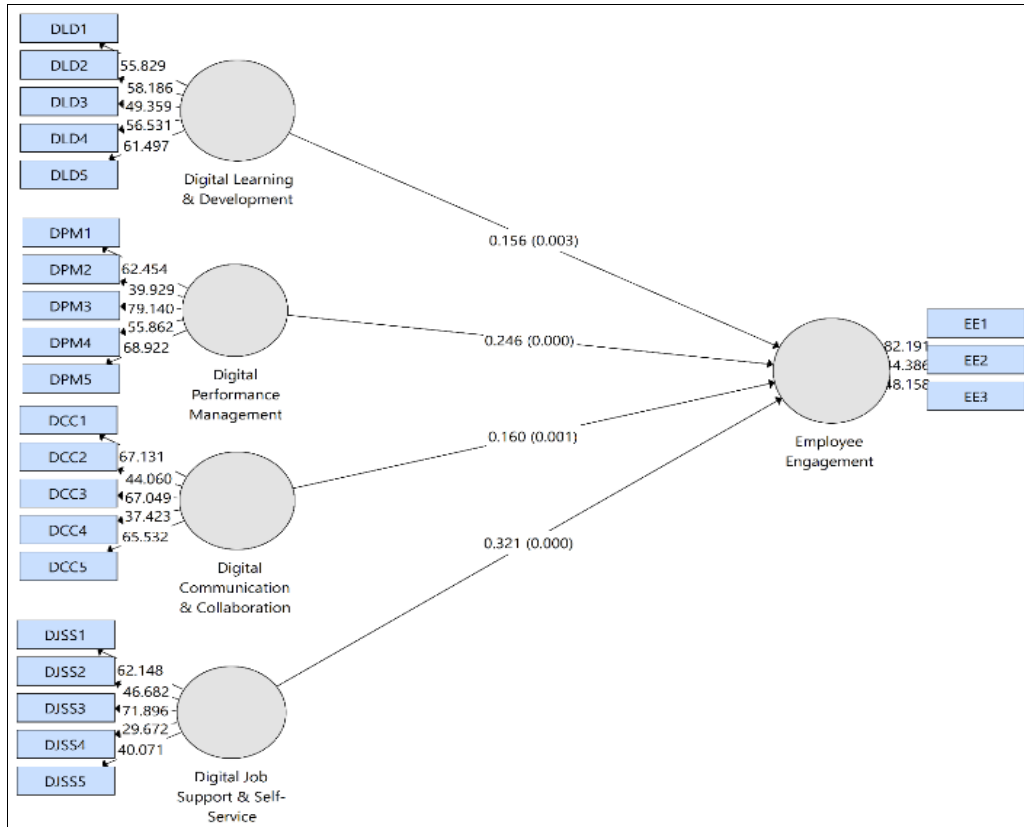 DLD1
DLD2
DLD3
DLD4
DLD5
55.829
58.186
49.359
56.531
61.497
Digital Learning
& Development
DPM1
DPM2
DPM3
DPM4
DPM5
62.454
39.929
79.140
55.862
68.922
Digital
Performance
Management
DCC1
DCC2
DCC3
DCC4
DCC5
67.131
44.060
67.049
37.423
65.532
Digital
Communication
& Collaboration
DJSS1
DJSS2
DJSS3
DJSS4
DJSS5
62.148
46.682
71.896
29.672
40.071
Digital Job
Support & Self-
Service
0.156 (0.003)
0.246 (0.000)
0.160 (0.001)
0.321 (0.000)
Employee
Engagement
82.191
EE1
EE2
EE3